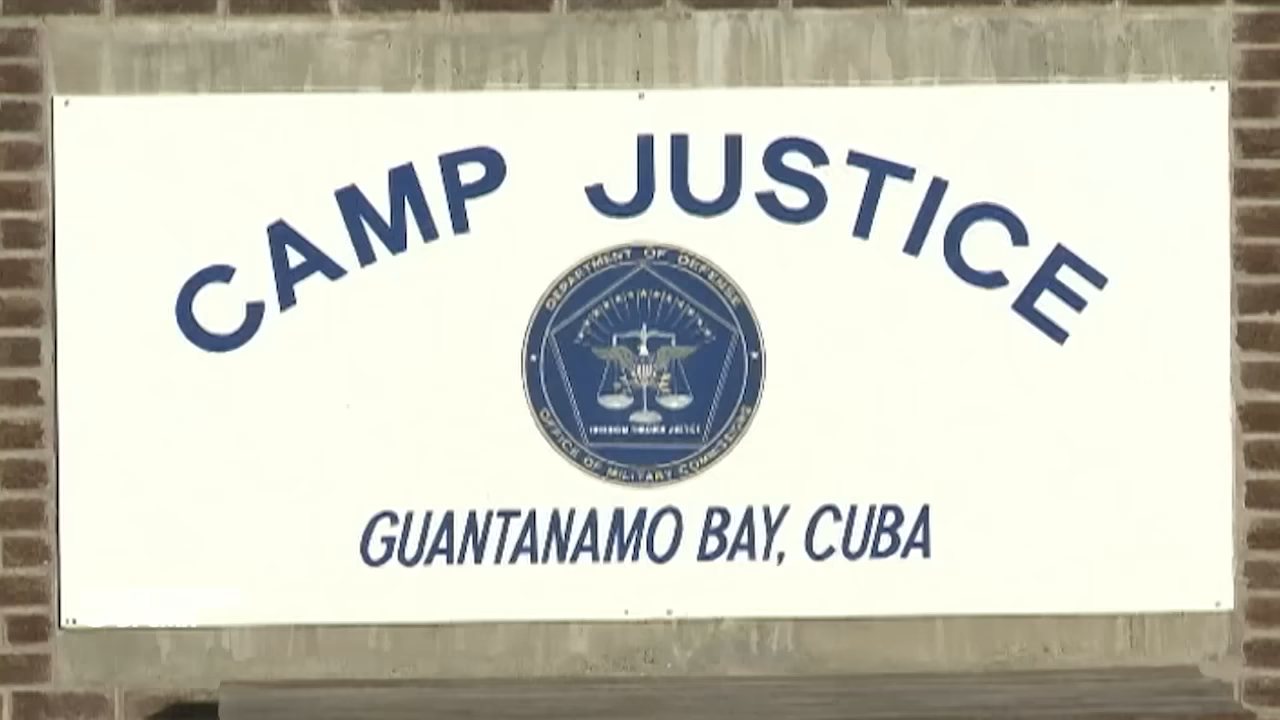 CAMP JUSTICE
DEPARTMENT OF DEFENSE
OFFICE OF MILITARY COMMISSIONS
GUANTANAMO BAY, CUBA